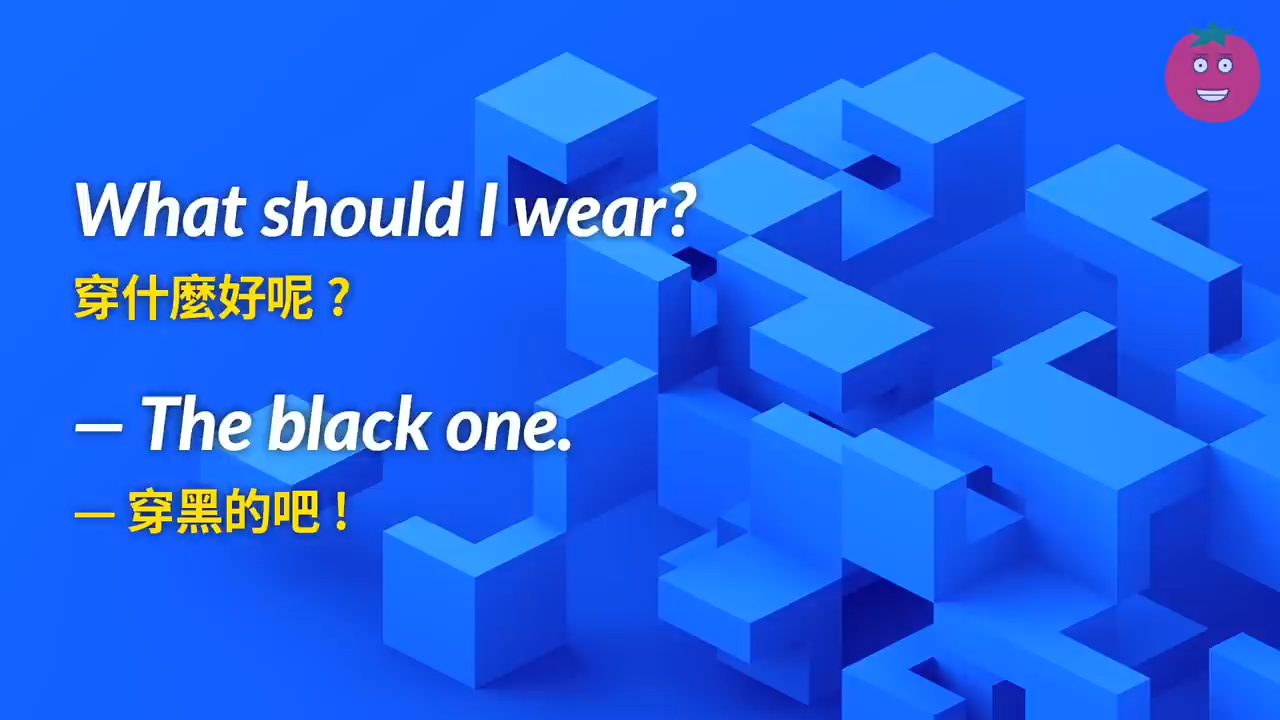 What should I wear?
穿什麼好呢？
— The black one.
— 穿黑的吧！